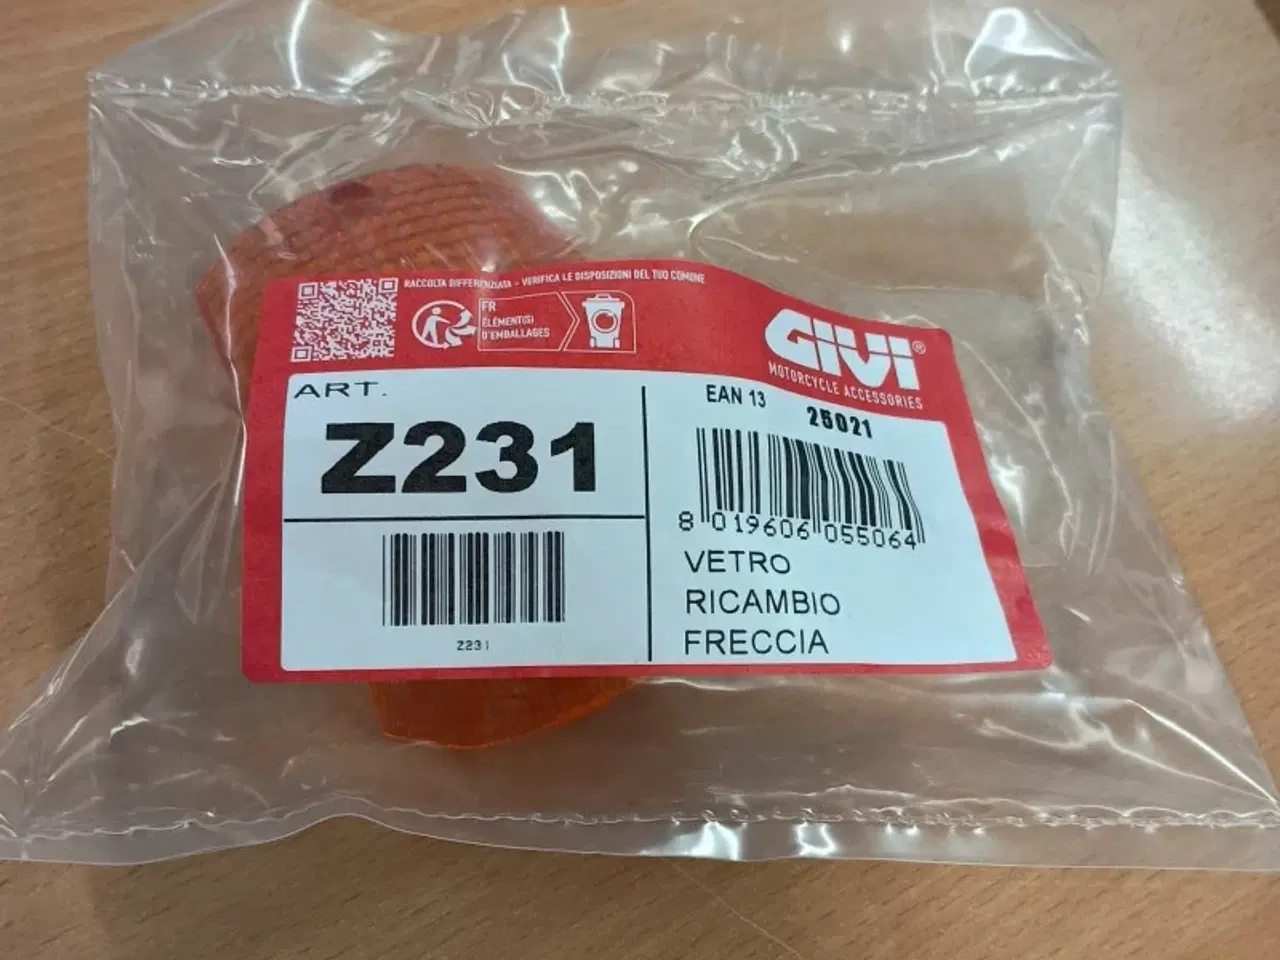 RACCOLTA DIFFERENZIATA - VERIFICA LE DISPOSIZIONI DEL TUO COMUNE
FR
ÉLÉMENT(S)
D'EMBALLAGES
GIVI®
MOTORCYCLE ACCESSORIES
ART.
Z231
Z231
EAN 13
25021
8 019606 055064
VETRO
RICAMBIO
FRECCIA